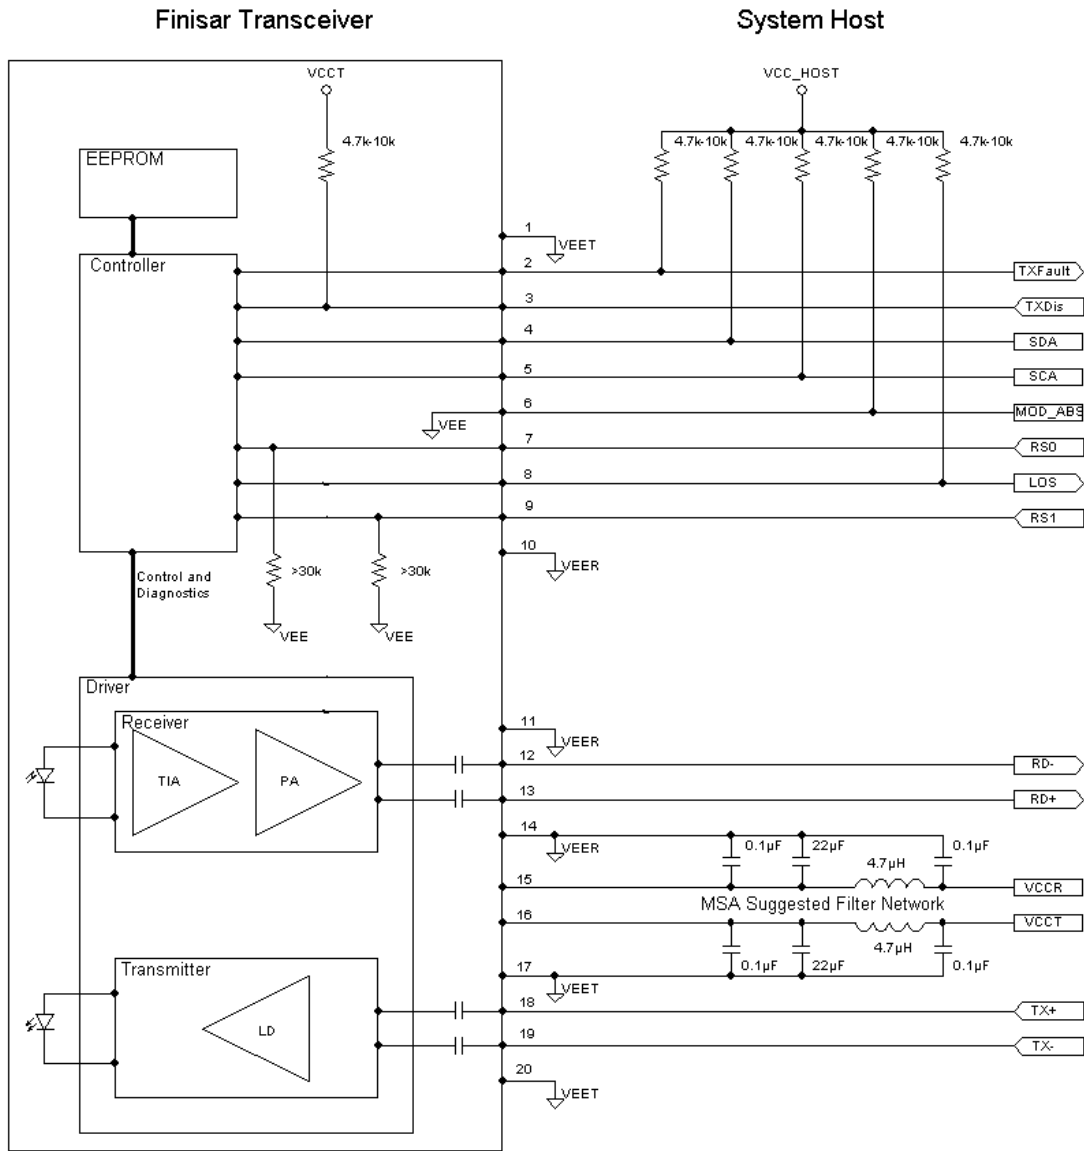 Finisar Transceiver
System Host
VCCT
VCC_HOST
4.7k-10k
4.7k-10k
4.7k-10k
4.7k-10k
4.7k-10k
4.7k-10k
EEPROM
Controller
1
VEET
2
TXFault
3
TXDis
4
SDA
5
SCA
6
VEE
MOD_ABS
7
RS0
8
LOS
9
RS1
10
VEER
Control and
Diagnostics
>30k
>30k
VEE
VEE
Driver
Receiver
TIA
PA
11
VEER
12
RD-
13
RD+
14
VEER
0.1µF
22µF
4.7µH
0.1µF
15
VCCR
MSA Suggested Filter Network
16
VCCT
4.7µH
0.1µF
22µF
0.1µF
17
VEET
Transmitter
LD
18
TX+
19
TX-
20
VEET